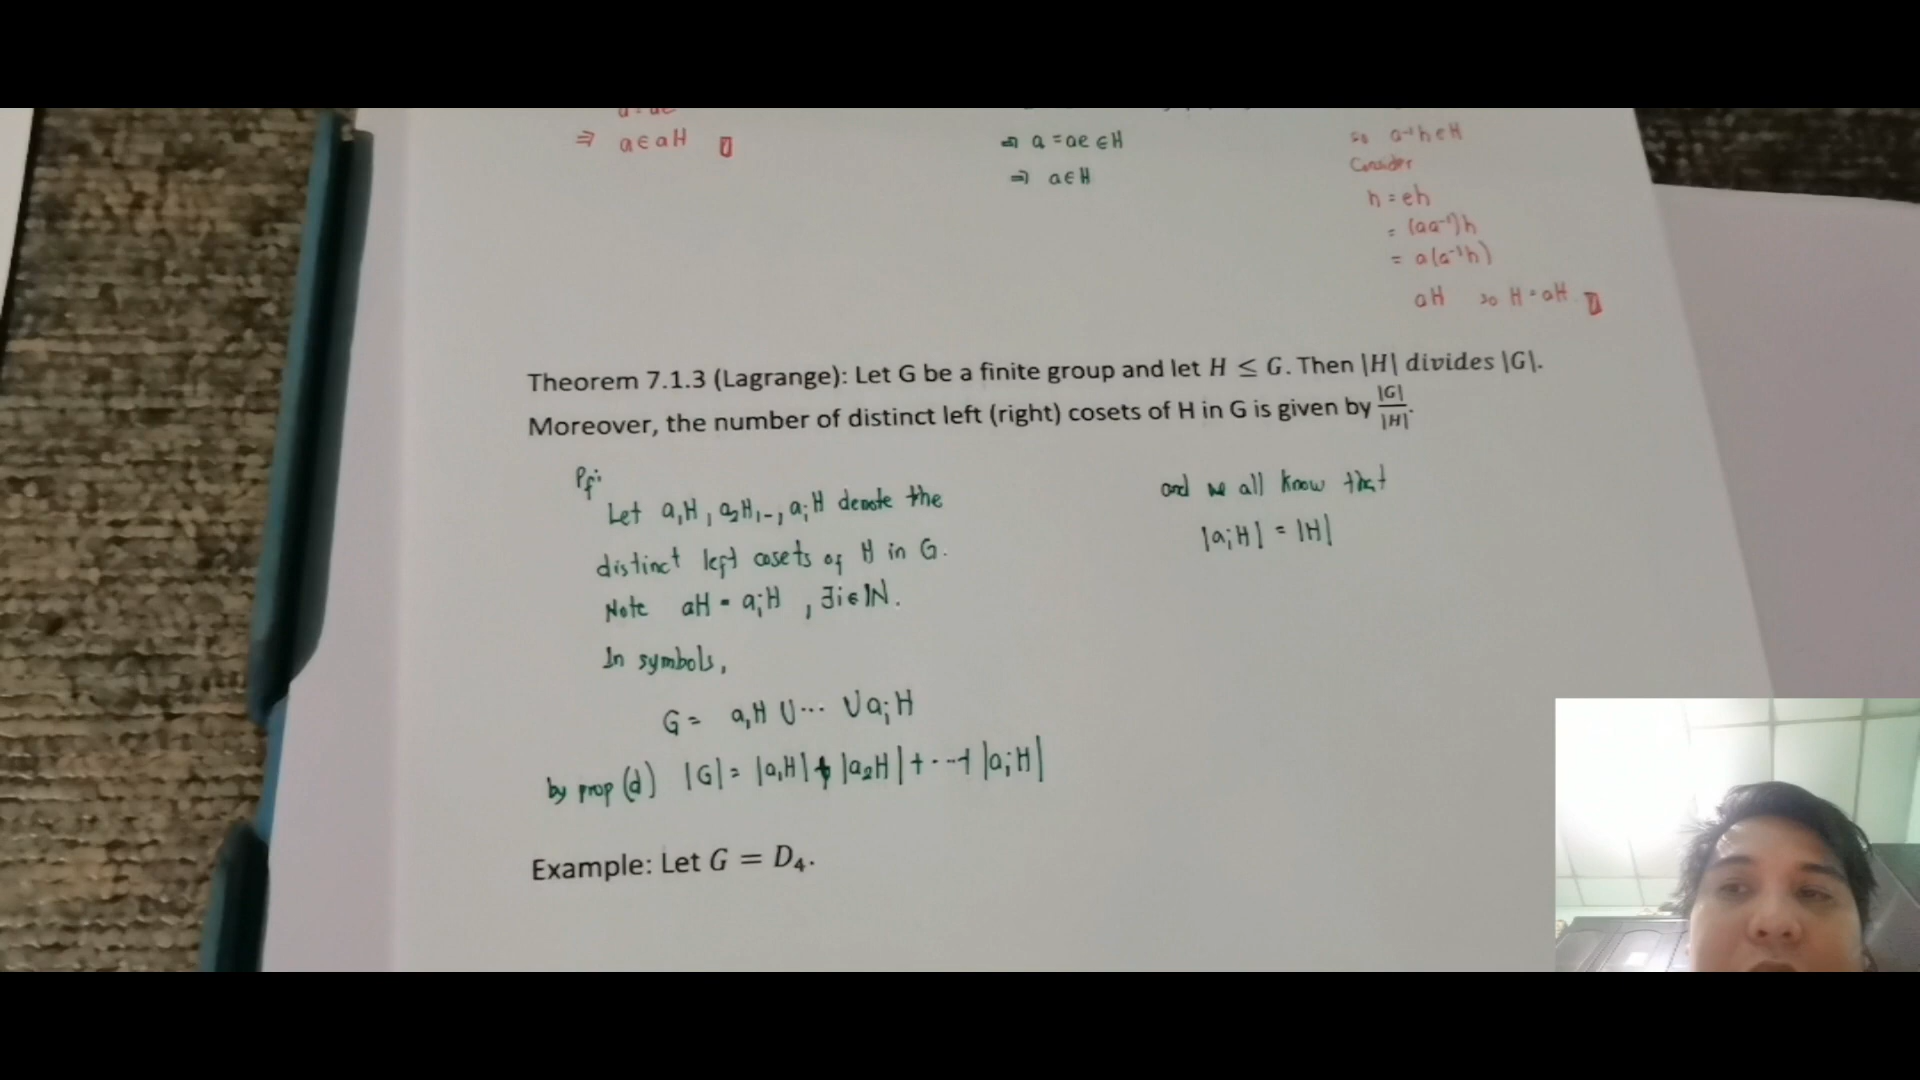 ⇒ a∈aH
⇒ a = ae ∈H
⇒ a∈H
so a⁻¹h∈H
Consider
h = eh
= (aa⁻¹)h
= a(a⁻¹h)
aH so H=aH
Theorem 7.1.3 (Lagrange): Let G be a finite group and let H ≤ G. Then |H| divides |G|.
Moreover, the number of distinct left (right) cosets of H in G is given by |G|/|H|.
Pf:
Let a₁H, a₂H,-, aᵢH denote the
distinct left cosets of H in G.
Note aH = aᵢH , ∃i∈ℕ.
In symbols,
G = a₁H ∪··· ∪aᵢH
by prop (d) |G| = |a₁H| + |a₂H| + ··+ |aᵢH|
and we all know that
|aᵢH| = |H|
Example: Let G = D₄.